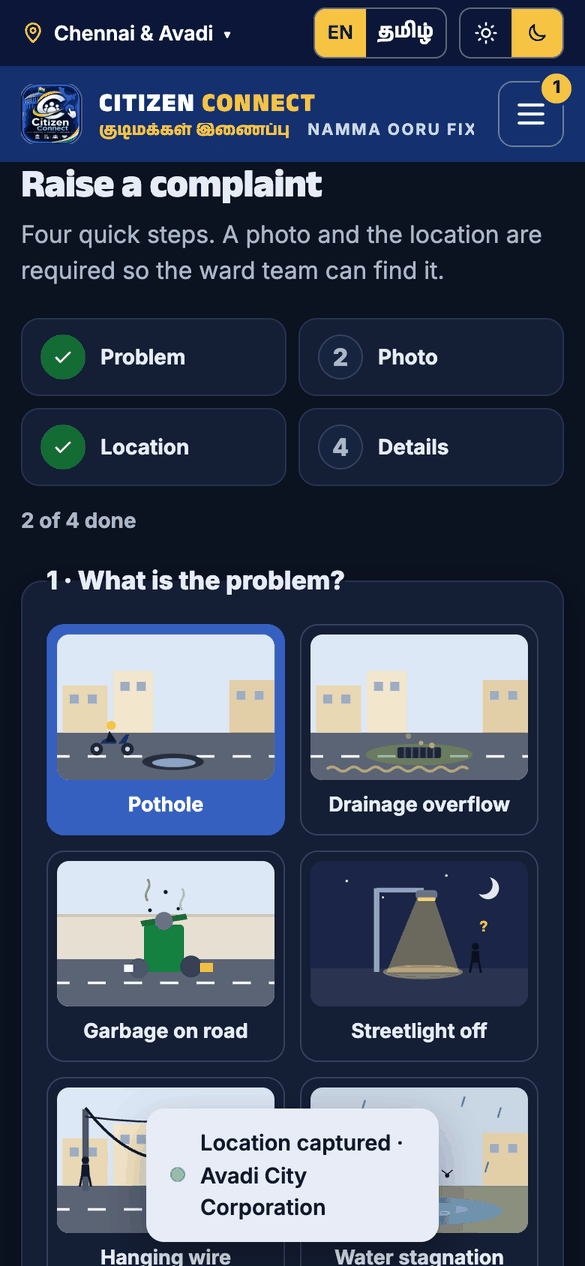 Chennai & Avadi ▾
EN
தமிழ்
Citizen
Connect
CITIZEN CONNECT
குடிமக்கள் இணைப்பு NAMMA OORU FIX
1
Raise a complaint
Four quick steps. A photo and the location are
required so the ward team can find it.
Problem
2 Photo
Location
4 Details
2 of 4 done
1 · What is the problem?
Pothole
Drainage overflow
?
Garbage on road
Streetlight off
Location captured ·
Avadi City
Corporation
Hanging wire
Water stagnation